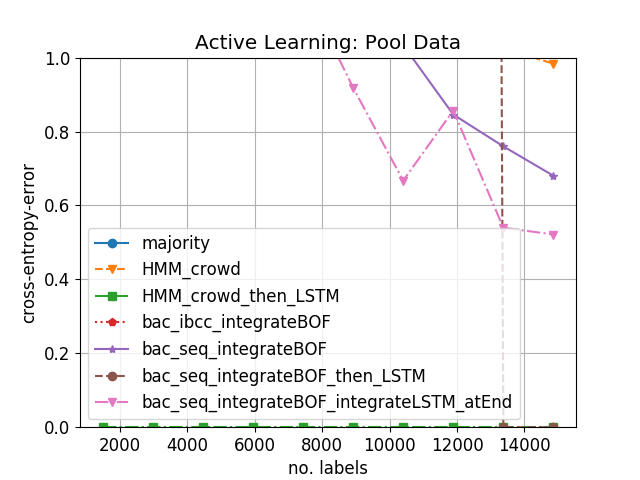 Active Learning: Pool Data
1.0
0.8
0.6
0.4
0.2
0.0
cross-entropy-error
majority
HMM_crowd
HMM_crowd_then_LSTM
bac_ibcc_integrateBOF
bac_seq_integrateBOF
bac_seq_integrateBOF_then_LSTM
bac_seq_integrateBOF_integrateLSTM_atEnd
2000 4000 6000 8000 10000 12000 14000
no. labels